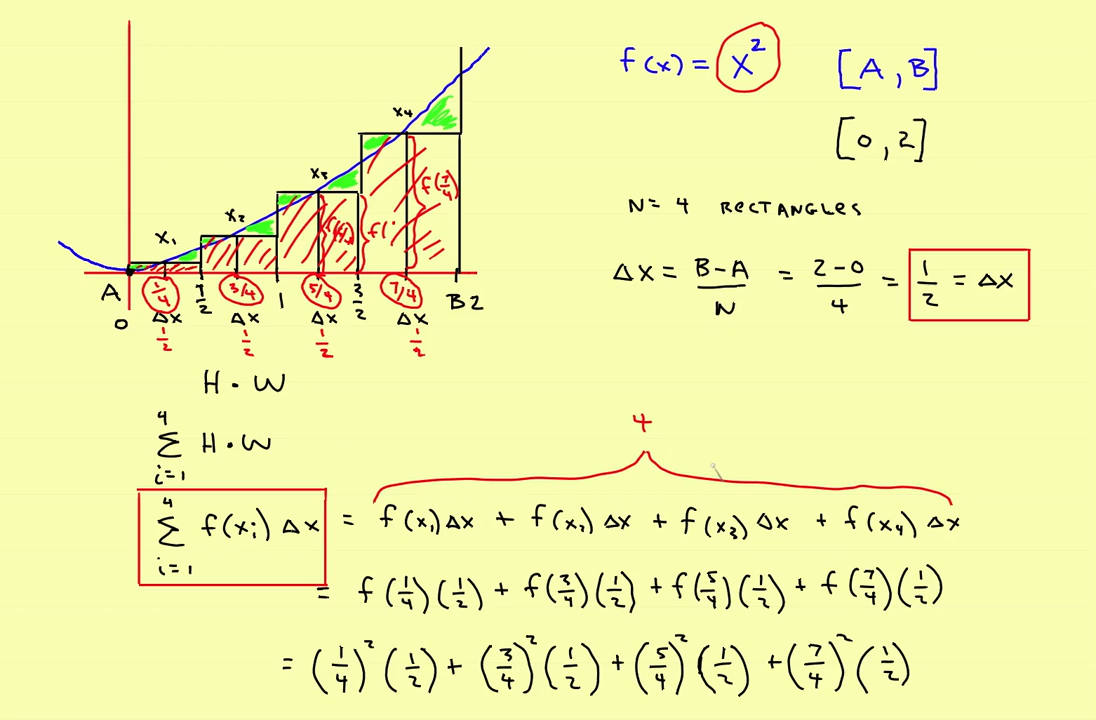 f(x) = x² [A, B]
[0, 2]
N = 4 RECTANGLES
Δx = B-A/N = 2-0/4 = 1/2 = Δx
x₁ x₂ x₃ x₄
f(7/4)
A 1/4 1/2 3/4 1 5/4 3/2 7/4 B 2
0 Δx Δx Δx Δx
1/2 1/2 1/2 1/2
H · W
4
Σ H · W
i=1
4
4
Σ f(xᵢ) Δx = f(x₁)Δx + f(x₂)Δx + f(x₃)Δx + f(x₄)Δx
i=1
= f(1/4)(1/2) + f(3/4)(1/2) + f(5/4)(1/2) + f(7/4)(1/2)
= (1/4)²(1/2) + (3/4)²(1/2) + (5/4)²(1/2) + (7/4)²(1/2)